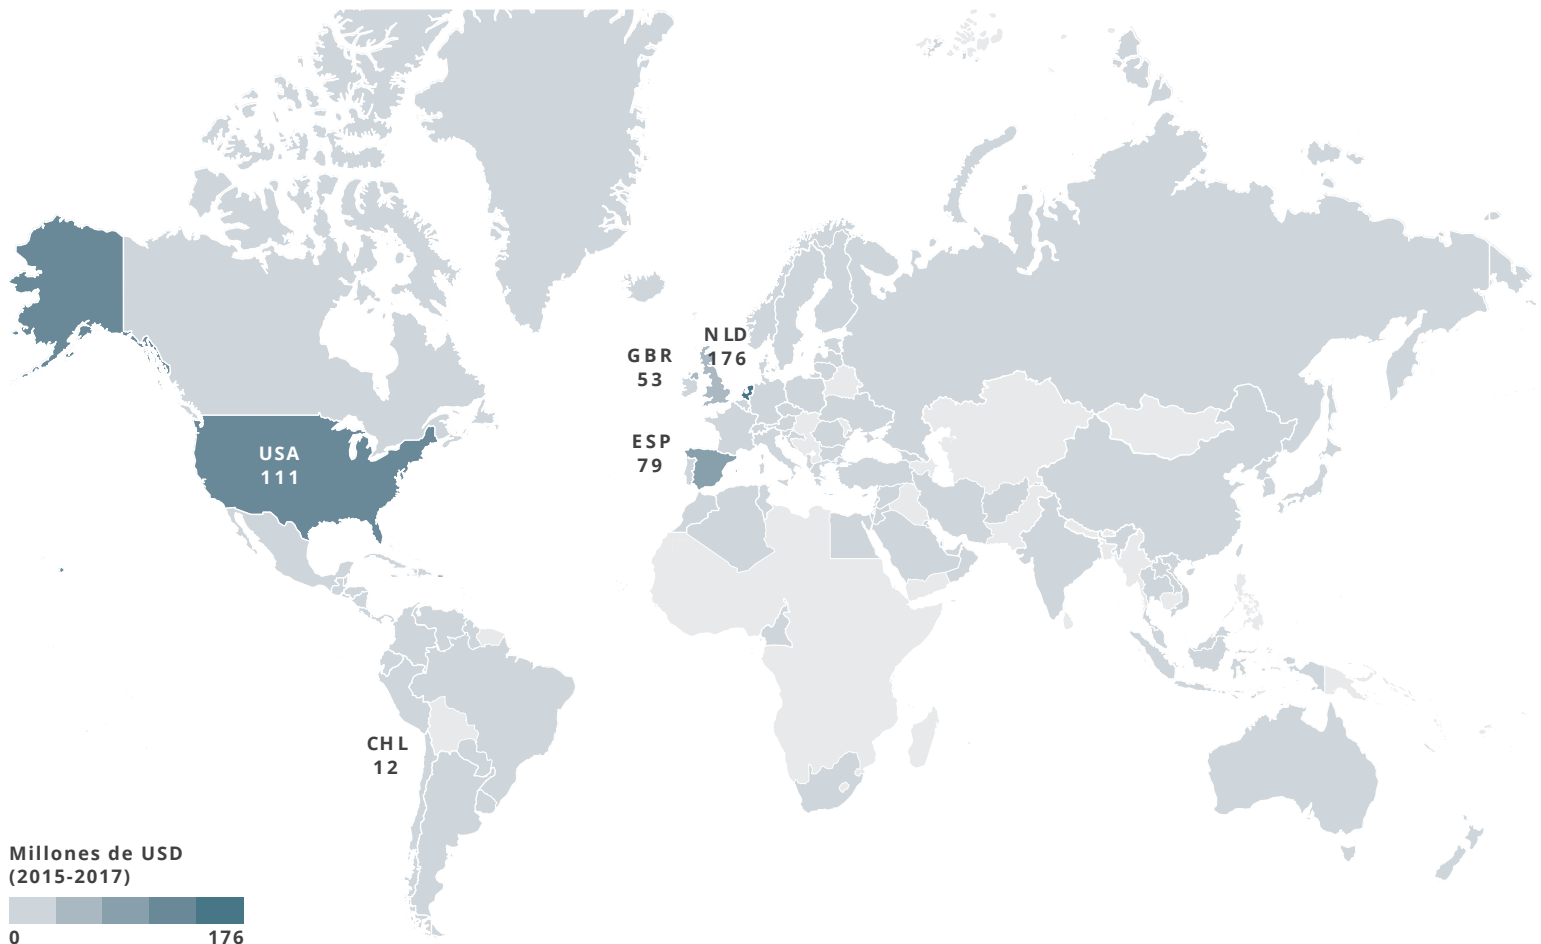 NLD
176
GBR
53
ESP
79
USA
111
CHL
12
Millones de USD
(2015-2017)
0 176